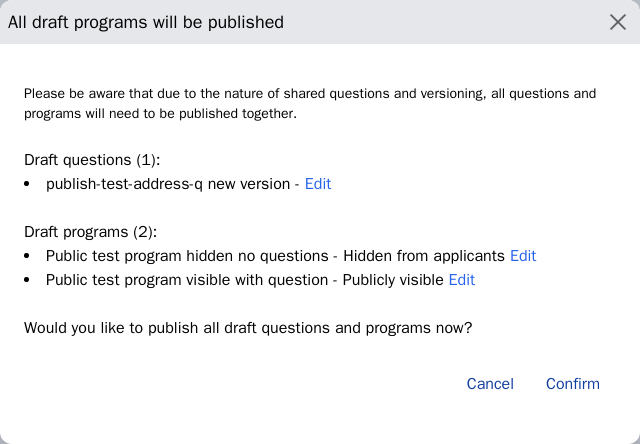 All draft programs will be published
Please be aware that due to the nature of shared questions and versioning, all questions and
programs will need to be published together.
Draft questions (1):
• publish-test-address-q new version - Edit
Draft programs (2):
• Public test program hidden no questions - Hidden from applicants Edit
• Public test program visible with question - Publicly visible Edit
Would you like to publish all draft questions and programs now?
Cancel Confirm